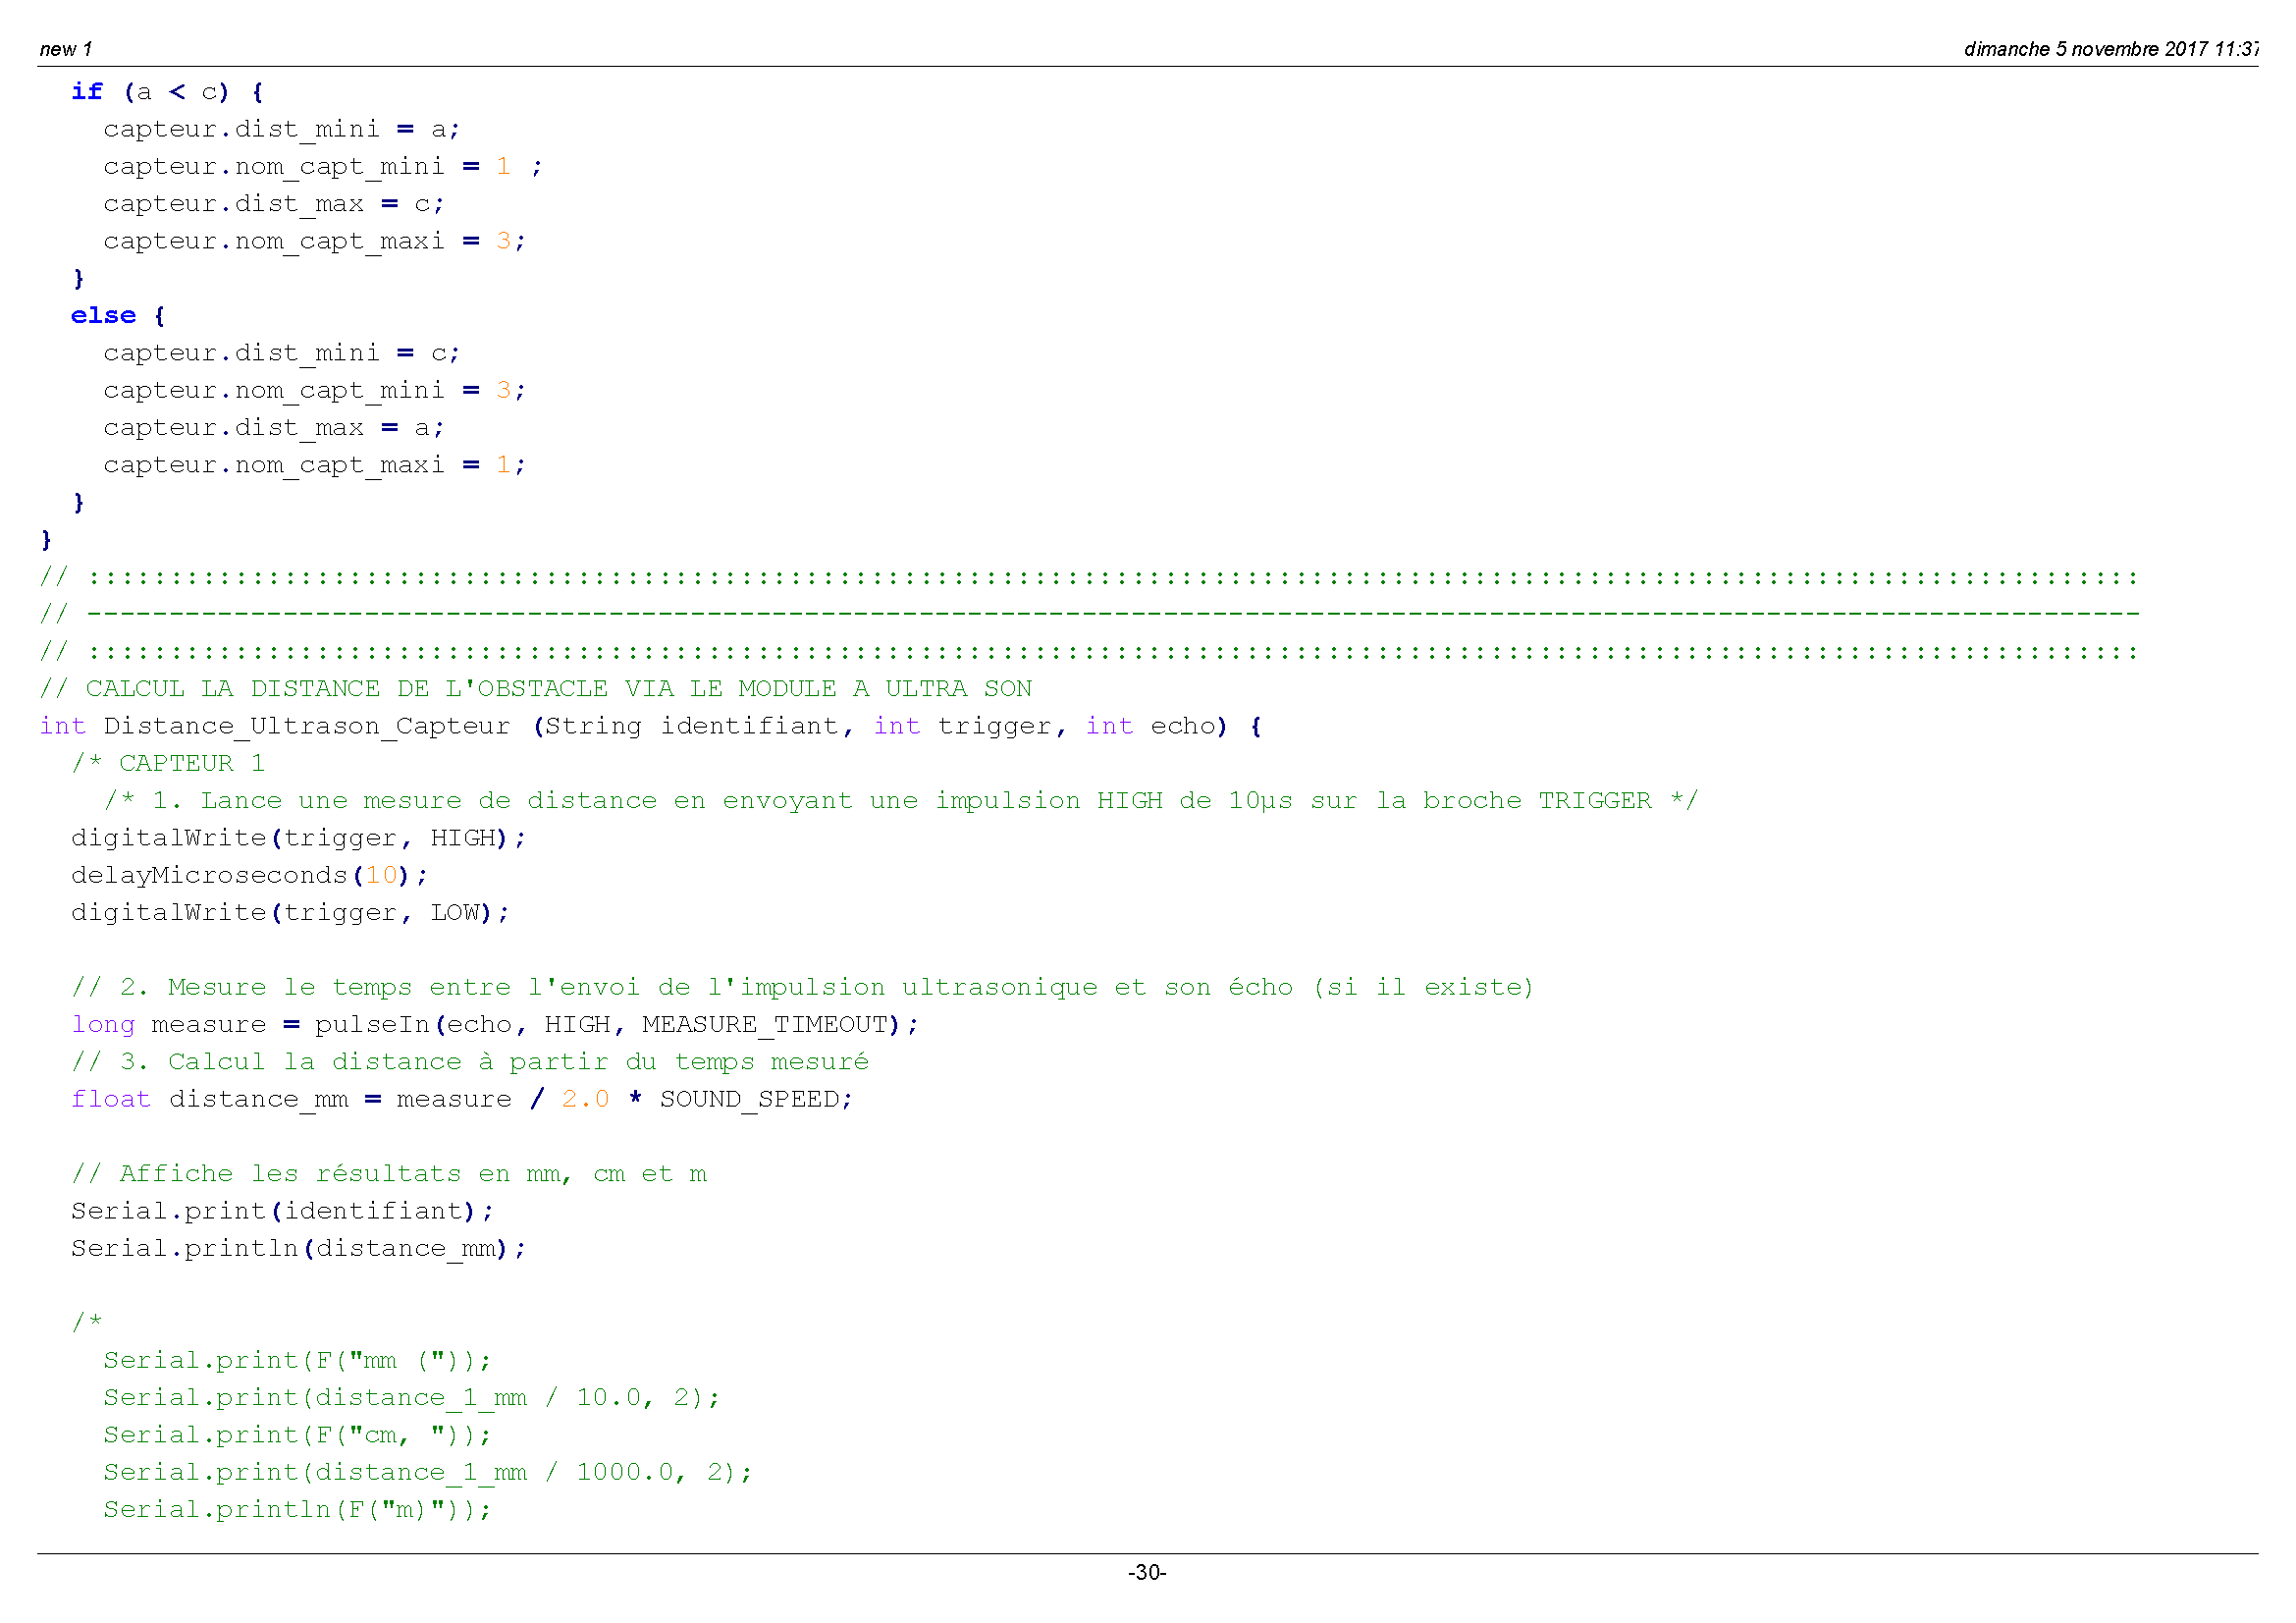 new 1
dimanche 5 novembre 2017 11:37
  if (a < c) {
    capteur.dist_mini = a;
    capteur.nom_capt_mini = 1 ;
    capteur.dist_max = c;
    capteur.nom_capt_maxi = 3;
  }
  else {
    capteur.dist_mini = c;
    capteur.nom_capt_mini = 3;
    capteur.dist_max = a;
    capteur.nom_capt_maxi = 1;
  }
}
// ::::::::::::::::::::::::::::::::::::::::::::::::::::::::::::::::::::::::::::::::::::::::::::::::::::::::::::::::::::::::::::::
// ------------------------------------------------------------------------------------------------------------------------------
// ::::::::::::::::::::::::::::::::::::::::::::::::::::::::::::::::::::::::::::::::::::::::::::::::::::::::::::::::::::::::::::::
// CALCUL LA DISTANCE DE L'OBSTACLE VIA LE MODULE A ULTRA SON
int Distance_Ultrason_Capteur (String identifiant, int trigger, int echo) {
  /* CAPTEUR 1
    /* 1. Lance une mesure de distance en envoyant une impulsion HIGH de 10µs sur la broche TRIGGER */
  digitalWrite(trigger, HIGH);
  delayMicroseconds(10);
  digitalWrite(trigger, LOW);

  // 2. Mesure le temps entre l'envoi de l'impulsion ultrasonique et son écho (si il existe)
  long measure = pulseIn(echo, HIGH, MEASURE_TIMEOUT);
  // 3. Calcul la distance à partir du temps mesuré
  float distance_mm = measure / 2.0 * SOUND_SPEED;

  // Affiche les résultats en mm, cm et m
  Serial.print(identifiant);
  Serial.println(distance_mm);

  /*
    Serial.print(F("mm ("));
    Serial.print(distance_1_mm / 10.0, 2);
    Serial.print(F("cm, "));
    Serial.print(distance_1_mm / 1000.0, 2);
    Serial.println(F("m)"));
-30-